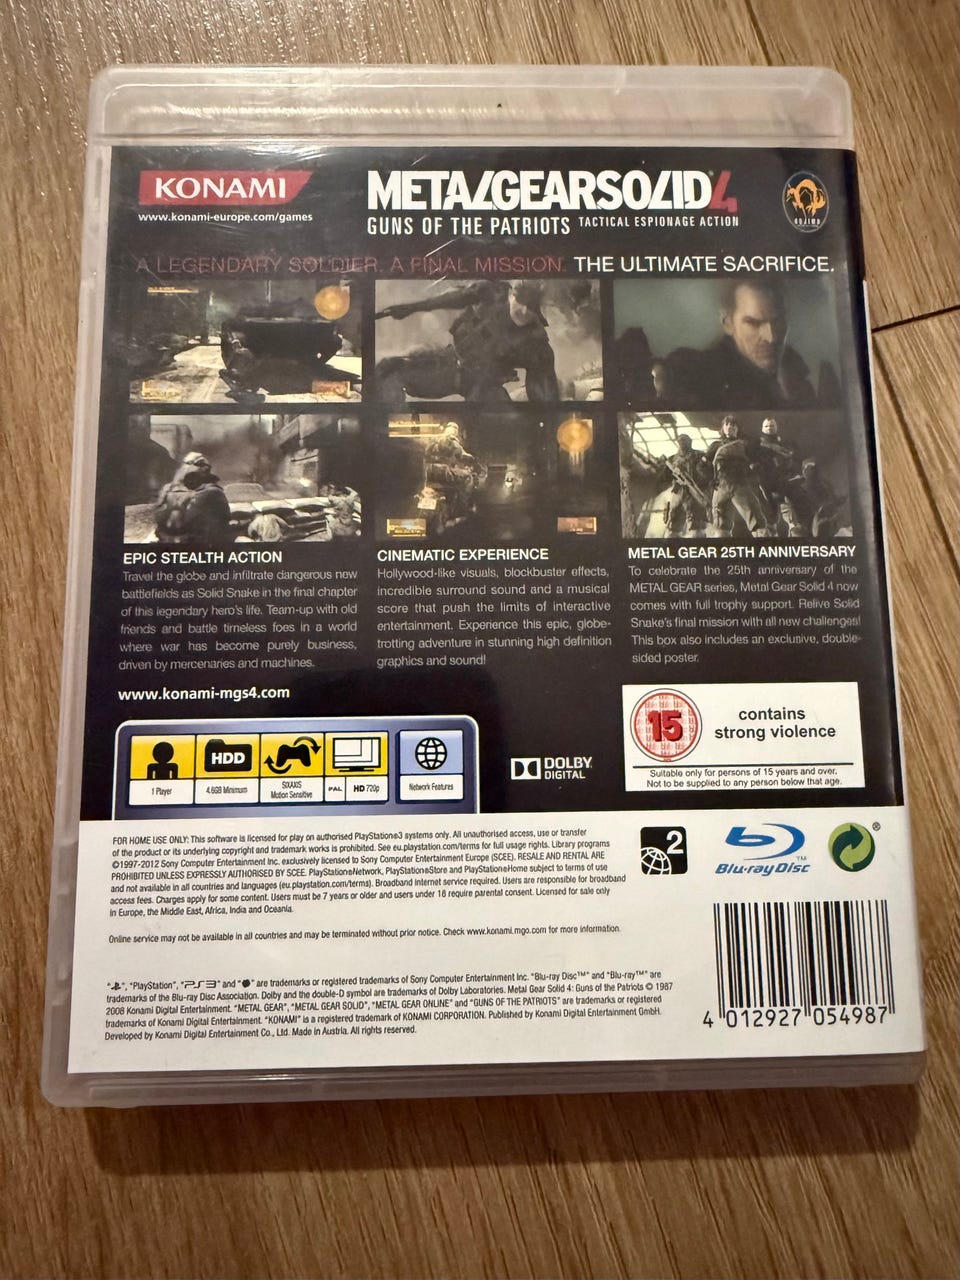 KONAMI
www.konami-europe.com/games
METAL GEAR SOLID 4
GUNS OF THE PATRIOTS TACTICAL ESPIONAGE ACTION
A LEGENDARY SOLDIER. A FINAL MISSION. THE ULTIMATE SACRIFICE.
EPIC STEALTH ACTION
Travel the globe and infiltrate dangerous new
battlefields as Solid Snake in the final chapter
of this legendary hero's life. Team-up with old
friends and battle timeless foes in a world
where war has become purely business,
driven by mercenaries and machines.
CINEMATIC EXPERIENCE
Hollywood-like visuals, blockbuster effects,
incredible surround sound and a musical
score that push the limits of interactive
entertainment. Experience this epic, globe-
trotting adventure in stunning high definition
graphics and sound!
METAL GEAR 25TH ANNIVERSARY
To celebrate the 25th anniversary of the
METAL GEAR series, Metal Gear Solid 4 now
comes with full trophy support. Relive Solid
Snake's final mission with all new challenges!
This box also includes an exclusive, double-
sided poster.
www.konami-mgs4.com
1 Player
HDD
4.6GB Minimum
SIXAXIS
Motion Sensitive
PAL HD 720p
Network Features
DOLBY
DIGITAL
15
contains
strong violence
Suitable only for persons of 15 years and over.
Not to be supplied to any person below that age.
FOR HOME USE ONLY: This software is licensed for play on authorised PlayStation®3 systems only. All unauthorised access, use or transfer
of the product or its underlying copyright and trademark works is prohibited. See eu.playstation.com/terms for full usage rights. Library programs
©1997-2012 Sony Computer Entertainment Inc. exclusively licensed to Sony Computer Entertainment Europe (SCEE). RESALE AND RENTAL ARE
PROHIBITED UNLESS EXPRESSLY AUTHORISED BY SCEE. PlayStation®Network, PlayStation®Store and PlayStation®Home subject to terms of use
and not available in all countries and languages (eu.playstation.com/terms). Broadband internet service required. Users are responsible for broadband
access fees. Charges apply for some content. Users must be 7 years or older and users under 18 require parental consent. Licensed for sale only
in Europe, the Middle East, Africa, India and Oceania.
Online service may not be available in all countries and may be terminated without prior notice. Check www.konami.mgo.com for more information.
2
Blu-ray Disc™
®
"PlayStation", "PS3" and are trademarks or registered trademarks of Sony Computer Entertainment Inc. "Blu-ray Disc™" and "Blu-ray™" are
trademarks of the Blu-ray Disc Association. Dolby and the double-D symbol are trademarks of Dolby Laboratories. Metal Gear Solid 4: Guns of the Patriots © 1987
2008 Konami Digital Entertainment. "METAL GEAR", "METAL GEAR SOLID", "METAL GEAR ONLINE" and "GUNS OF THE PATRIOTS" are trademarks or registered
trademarks of Konami Digital Entertainment. "KONAMI" is a registered trademark of KONAMI CORPORATION. Published by Konami Digital Entertainment GmbH.
Developed by Konami Digital Entertainment Co., Ltd. Made in Austria. All rights reserved.
4 012927 054987